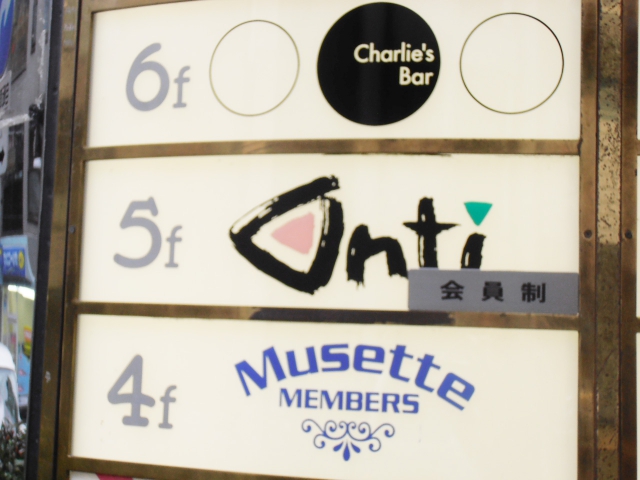 6f
Charlie's
Bar
5f
Onti
会員制
4f
Musette
MEMBERS